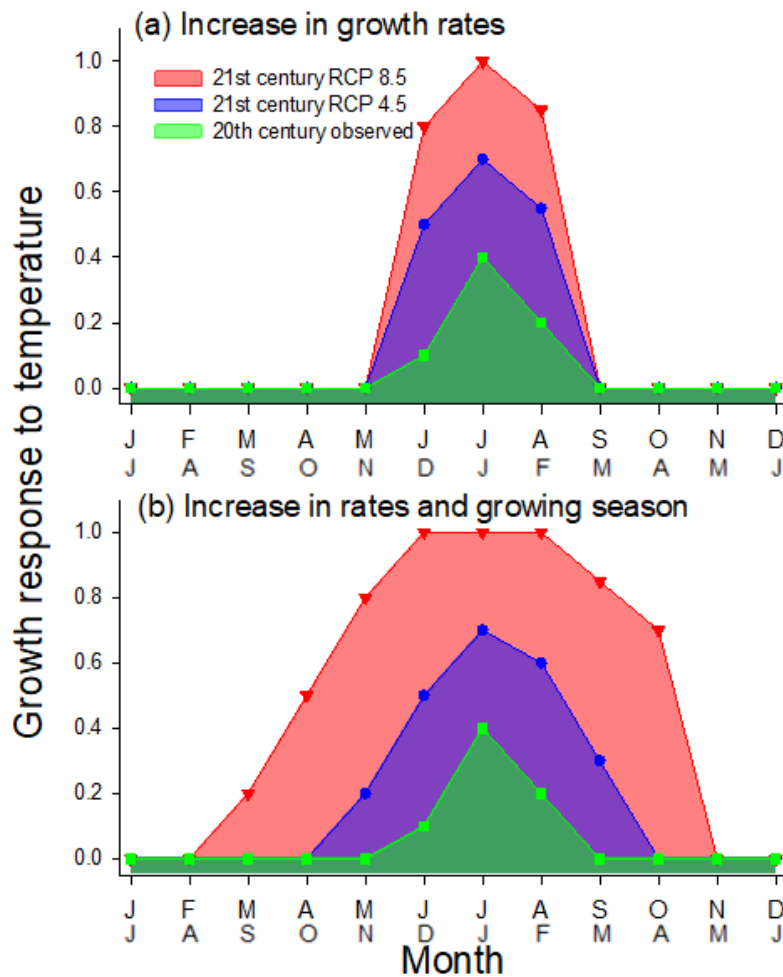 (a) Increase in growth rates
21st century RCP 8.5
21st century RCP 4.5
20th century observed
1.0
0.8
0.6
0.4
0.2
0.0
J F M A M J J A S O N D
J A S O N D J F M A M J
Growth response to temperature
(b) Increase in rates and growing season
1.0
0.8
0.6
0.4
0.2
0.0
J F M A M J J A S O N D
J A S O N D J F M A M J
Month